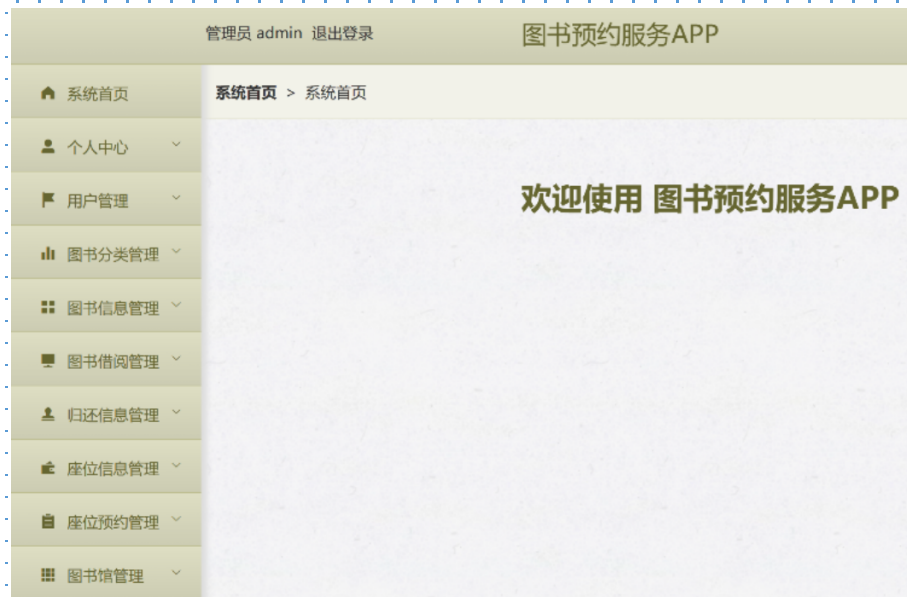 管理员 admin 退出登录
图书预约服务APP
系统首页
系统首页 > 系统首页
个人中心
用户管理
欢迎使用 图书预约服务APP
图书分类管理
图书信息管理
图书借阅管理
归还信息管理
座位信息管理
座位预约管理
图书馆管理